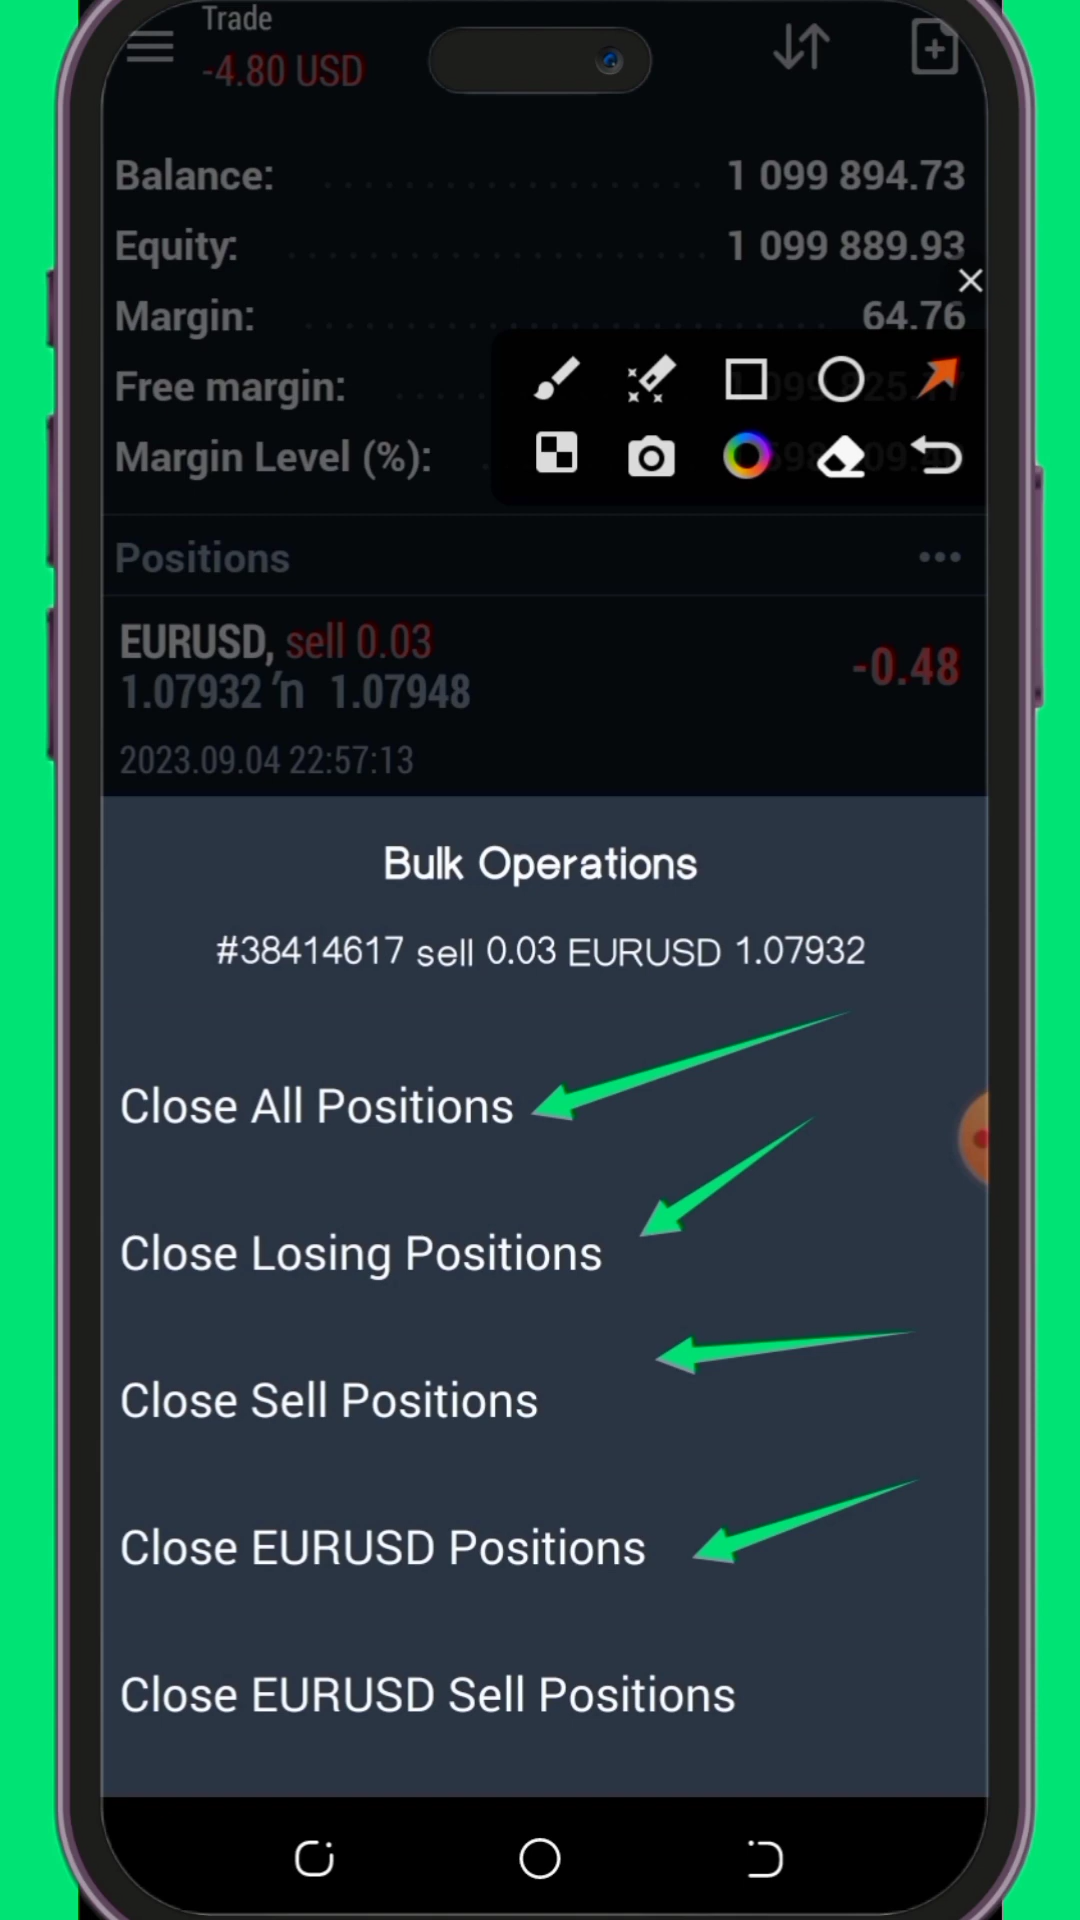 Trade
-4.80 USD
Balance: 1 099 894.73
Equity: 1 099 889.93
Margin: 64.76
Free margin:
Margin Level (%):
Positions
EURUSD, sell 0.03
-0.48
1.07932 ’n 1.07948
2023.09.04 22:57:13
Bulk Operations
#38414617 sell 0.03 EURUSD 1.07932
Close All Positions
Close Losing Positions
Close Sell Positions
Close EURUSD Positions
Close EURUSD Sell Positions